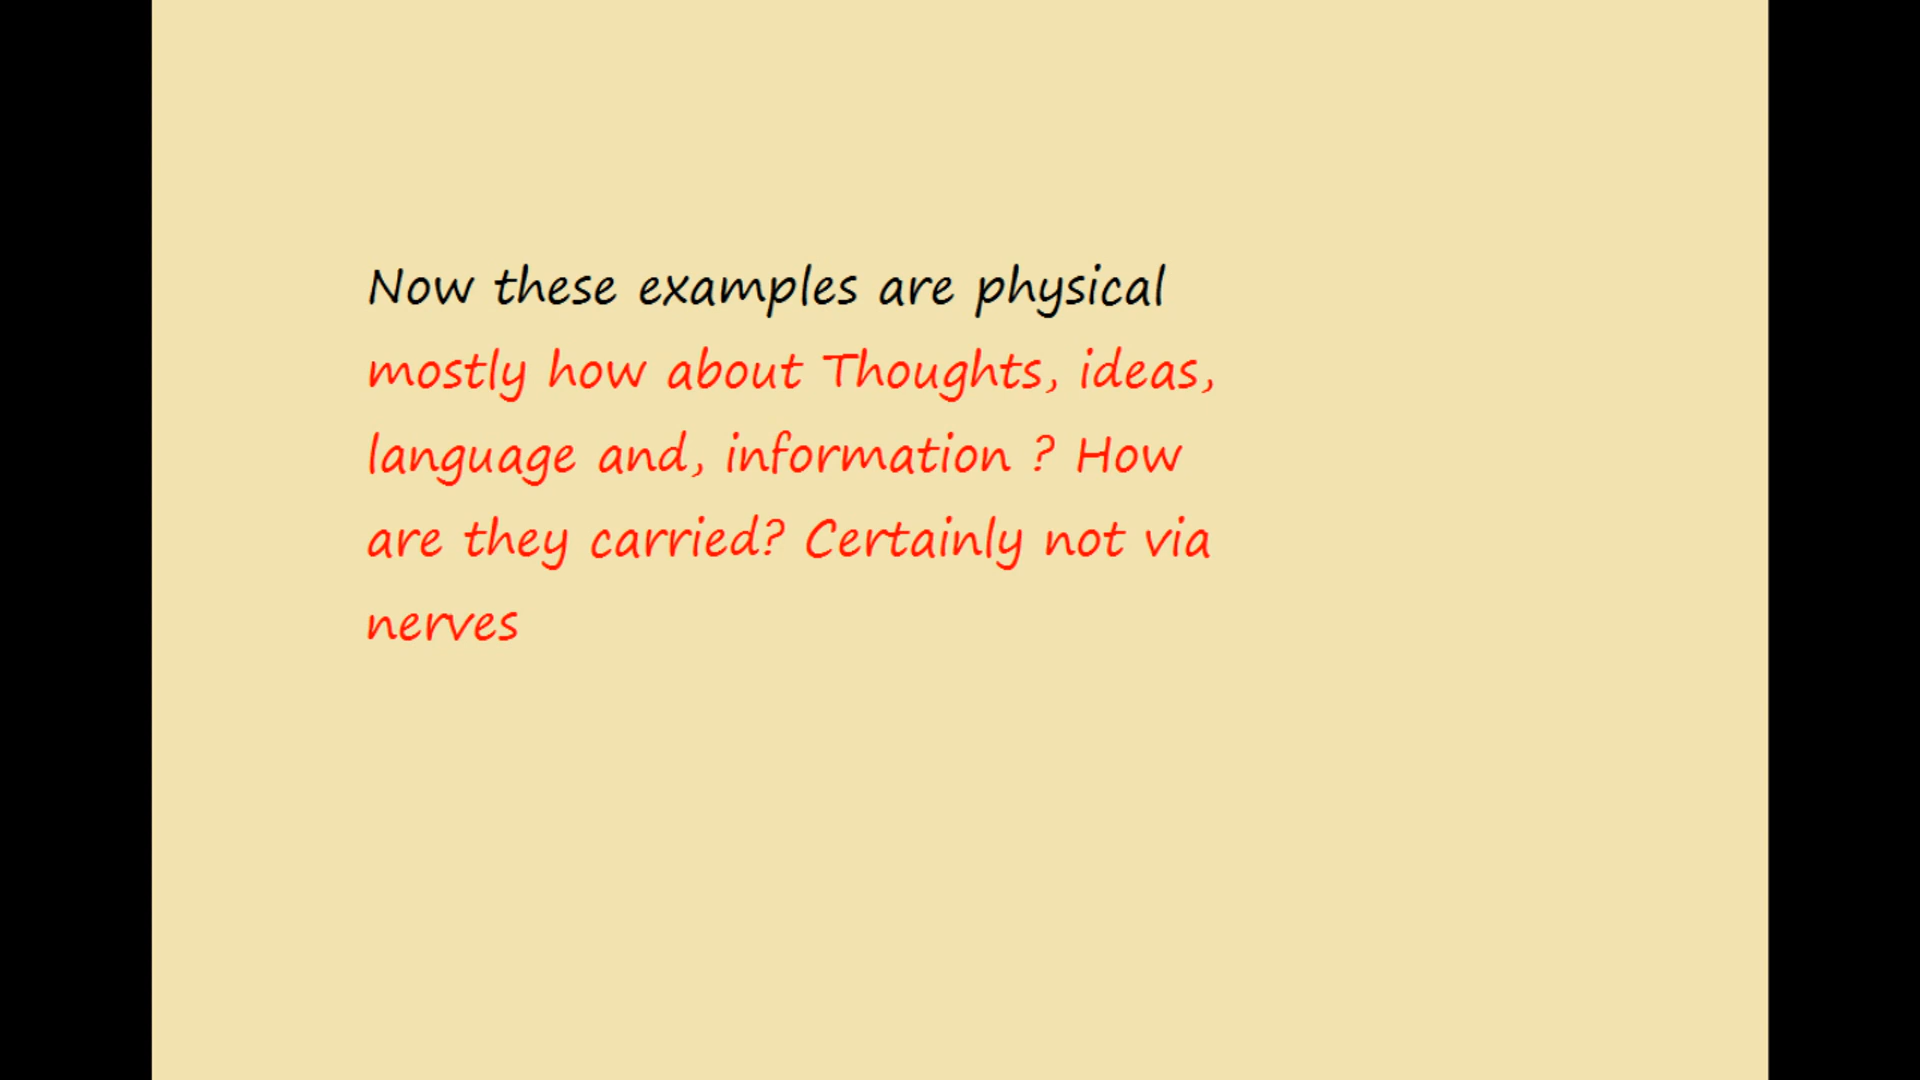 Now these examples are physical
mostly how about Thoughts, ideas,
language and, information ? How
are they carried? Certainly not via
nerves